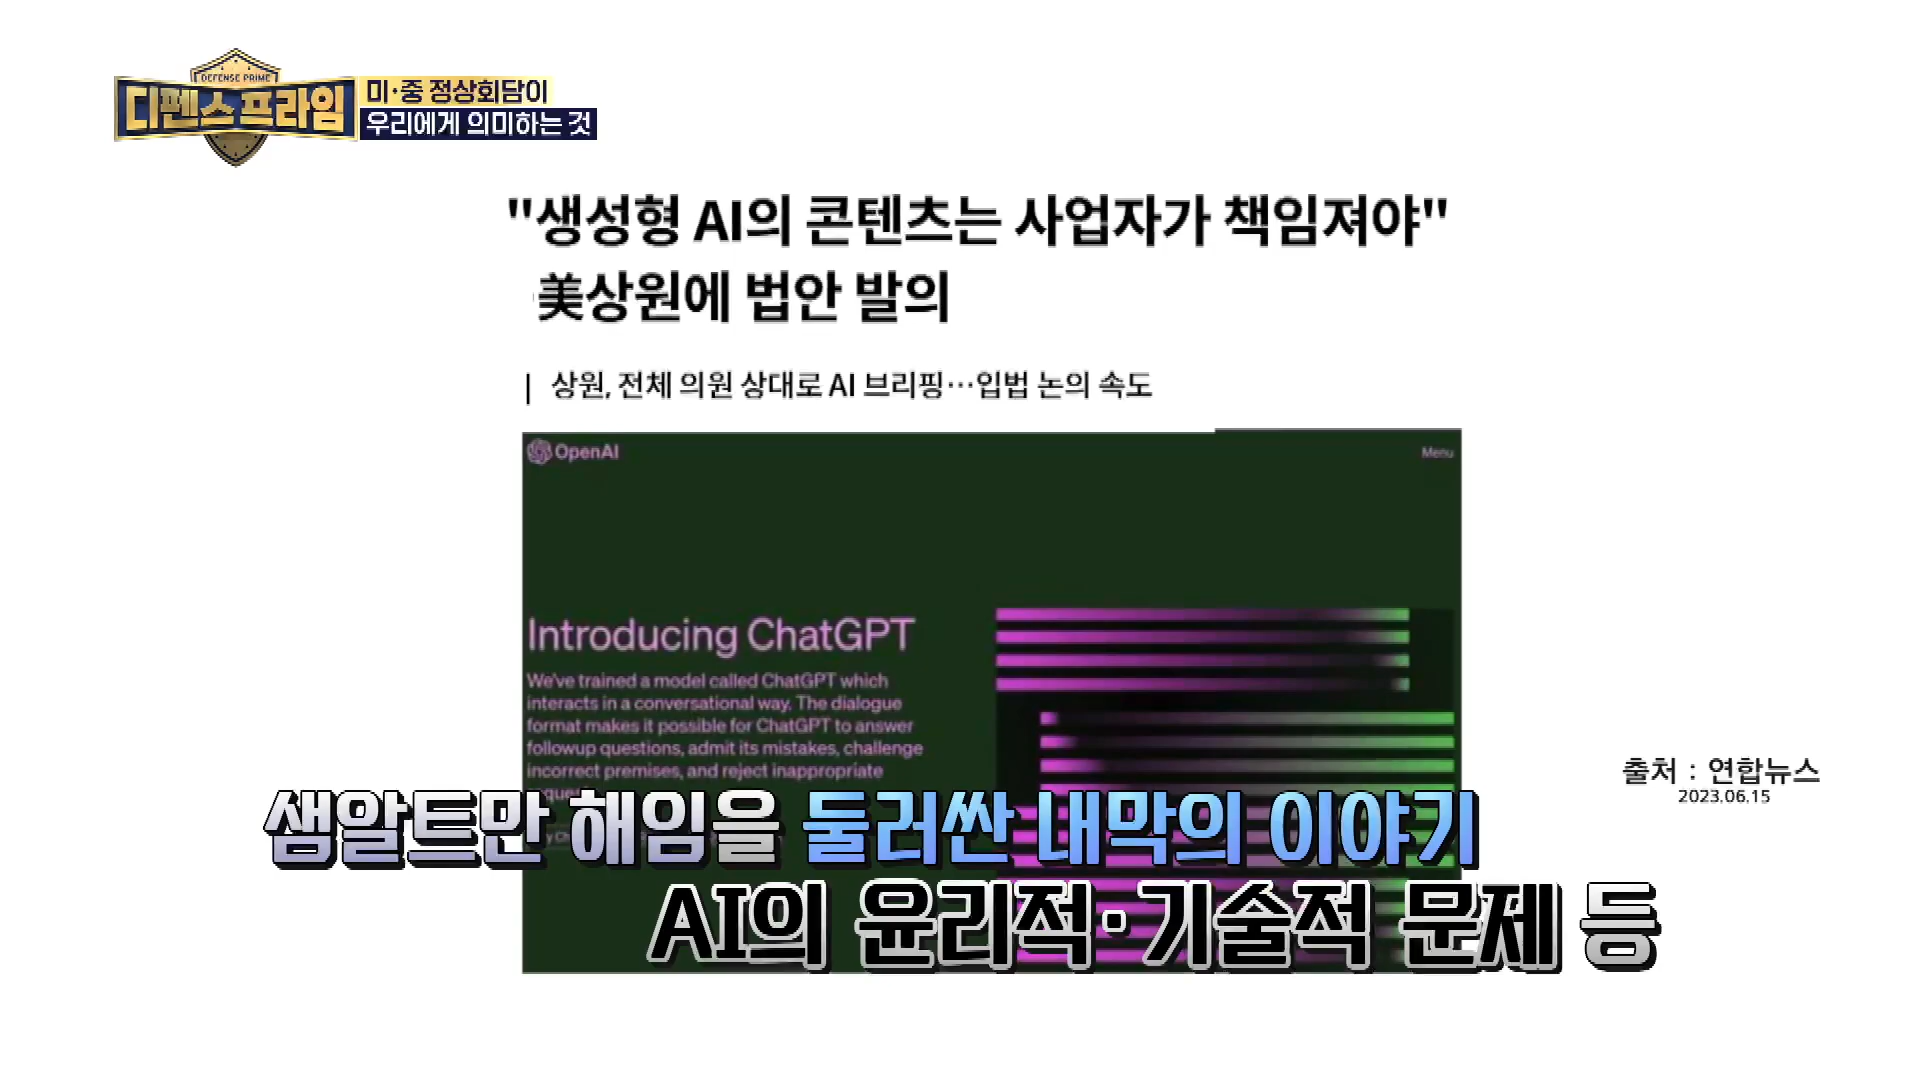 DEFENSE PRIME
디펜스 프라임
미·중 정상회담이
우리에게 의미하는 것
"생성형 AI의 콘텐츠는 사업자가 책임져야"
美상원에 법안 발의
상원, 전체 의원 상대로 AI 브리핑…입법 논의 속도
OpenAI
Menu
Introducing ChatGPT
We've trained a model called ChatGPT which
interacts in a conversational way. The dialogue
format makes it possible for ChatGPT to answer
followup questions, admit its mistakes, challenge
incorrect premises, and reject inappropriate
출처 : 연합뉴스
2023.06.15
샘알트만 해임을 둘러싼 내막의 이야기
AI의 윤리적·기술적 문제 등